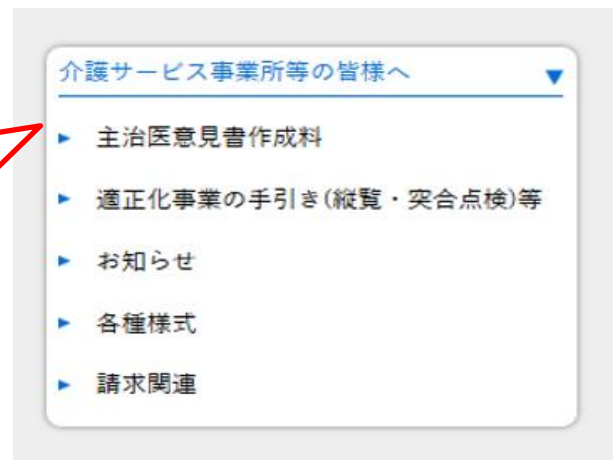 介護サービス事業所等の皆様へ ▼
► 主治医意見書作成料
► 適正化事業の手引き(縦覧・突合点検)等
► お知らせ
► 各種様式
► 請求関連